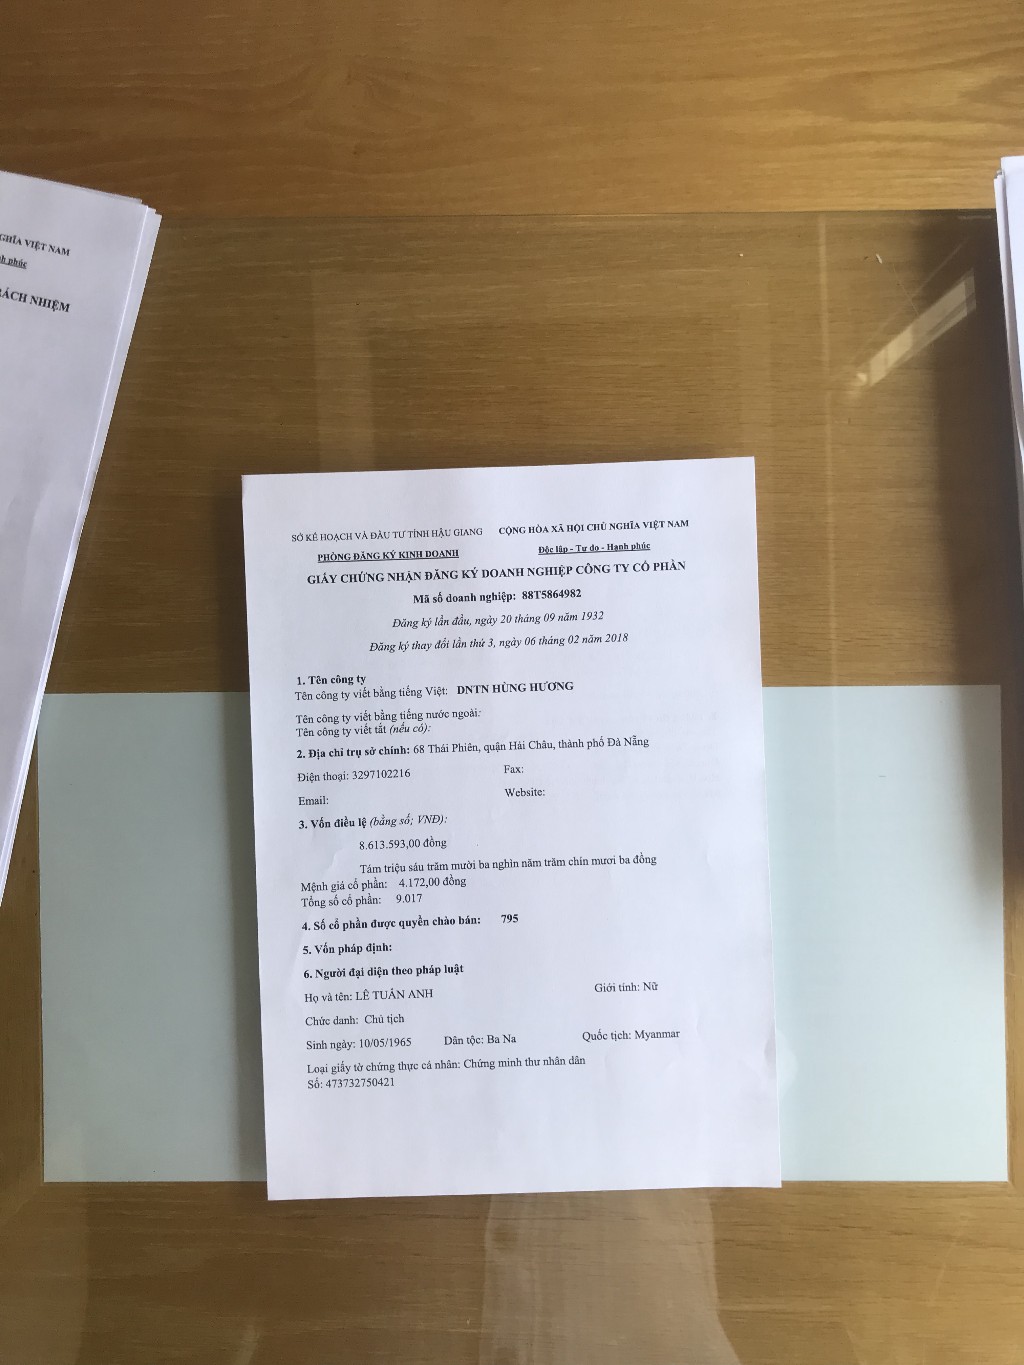 GHĨA VIỆT NAM
h phúc
RÁCH NHIỆM
SỞ KẾ HOẠCH VÀ ĐẦU TƯ TỈNH HẬU GIANG CỘNG HÒA XÃ HỘI CHỦ NGHĨA VIỆT NAM
PHÒNG ĐĂNG KÝ KINH DOANH Độc lập - Tự do - Hạnh phúc
GIẤY CHỨNG NHẬN ĐĂNG KÝ DOANH NGHIỆP CÔNG TY CỔ PHẦN
Mã số doanh nghiệp: 88T5864982
Đăng ký lần đầu, ngày 20 tháng 09 năm 1932
Đăng ký thay đổi lần thứ 3, ngày 06 tháng 02 năm 2018
1. Tên công ty
Tên công ty viết bằng tiếng Việt: DNTN HÙNG HƯƠNG
Tên công ty viết bằng tiếng nước ngoài:
Tên công ty viết tắt (nếu có):
2. Địa chỉ trụ sở chính: 68 Thái Phiên, quận Hải Châu, thành phố Đà Nẵng
Điện thoại: 3297102216 Fax:
Email: Website:
3. Vốn điều lệ (bằng số; VNĐ):
8.613.593,00 đồng
Tám triệu sáu trăm mười ba nghìn năm trăm chín mươi ba đồng
Mệnh giá cổ phần: 4.172,00 đồng
Tổng số cổ phần: 9.017
4. Số cổ phần được quyền chào bán: 795
5. Vốn pháp định:
6. Người đại diện theo pháp luật
Họ và tên: LÊ TUẤN ANH Giới tính: Nữ
Chức danh: Chủ tịch
Sinh ngày: 10/05/1965 Dân tộc: Ba Na Quốc tịch: Myanmar
Loại giấy tờ chứng thực cá nhân: Chứng minh thư nhân dân
Số: 473732750421